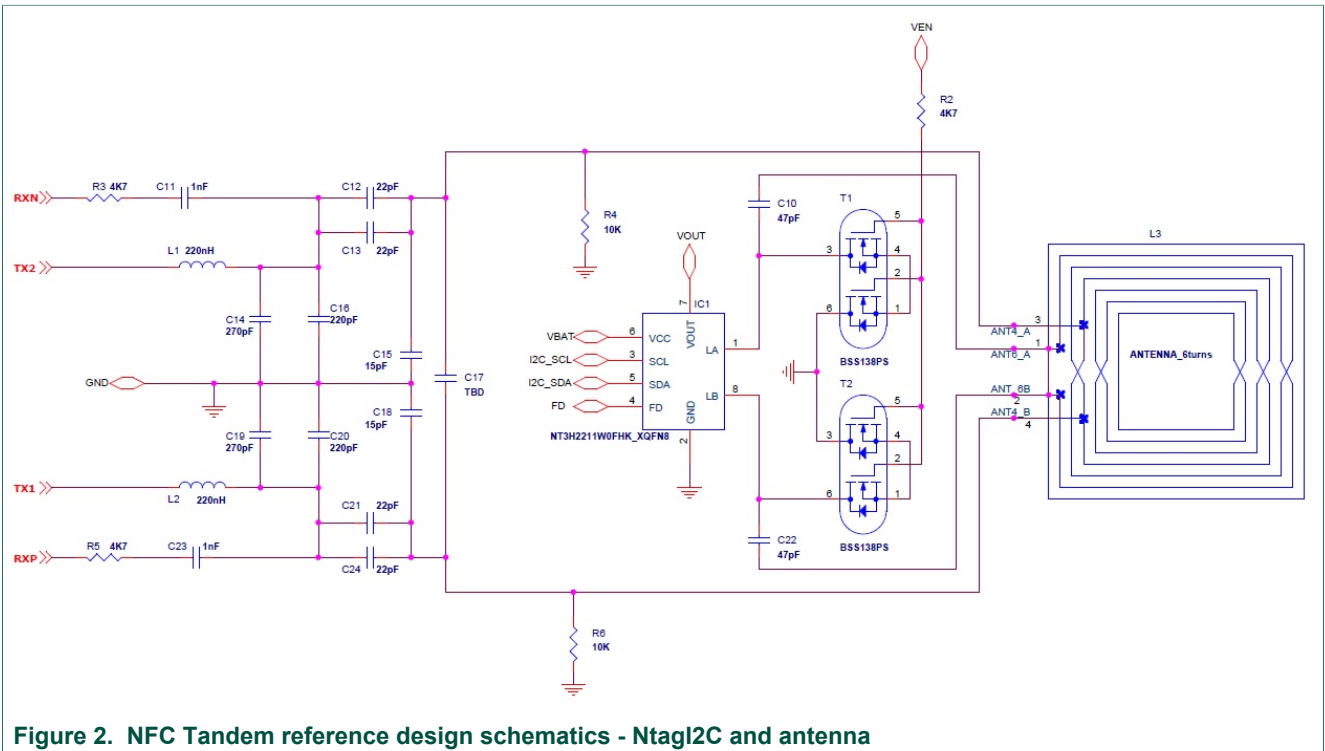 VEN
R2
4K7
RXN
R3 4K7
C11
1nF
C12
22pF
C13
22pF
TX2
L1 220nH
C14
270pF
C16
220pF
C15
15pF
GND
C19
270pF
C20
220pF
C18
15pF
C17
TBD
TX1
L2 220nH
C21
22pF
RXP
R5 4K7
C23
1nF
C24
22pF
R4
10K
R6
10K
VOUT
7
IC1
VBAT
6
VCC
VOUT
LA
1
I2C_SCL
3
SCL
I2C_SDA
5
SDA
LB
8
FD
4
FD
GND
2
NT3H2211W0FHK_XQFN8
C10
47pF
C22
47pF
T1
5
3
4
2
6
1
BSS138PS
T2
5
3
4
2
6
1
BSS138PS
L3
3
ANT4_A
1
ANT6_A
ANT_6B
2
ANT4_B
4
ANTENNA_6turns
Figure 2. NFC Tandem reference design schematics - NtagI2C and antenna